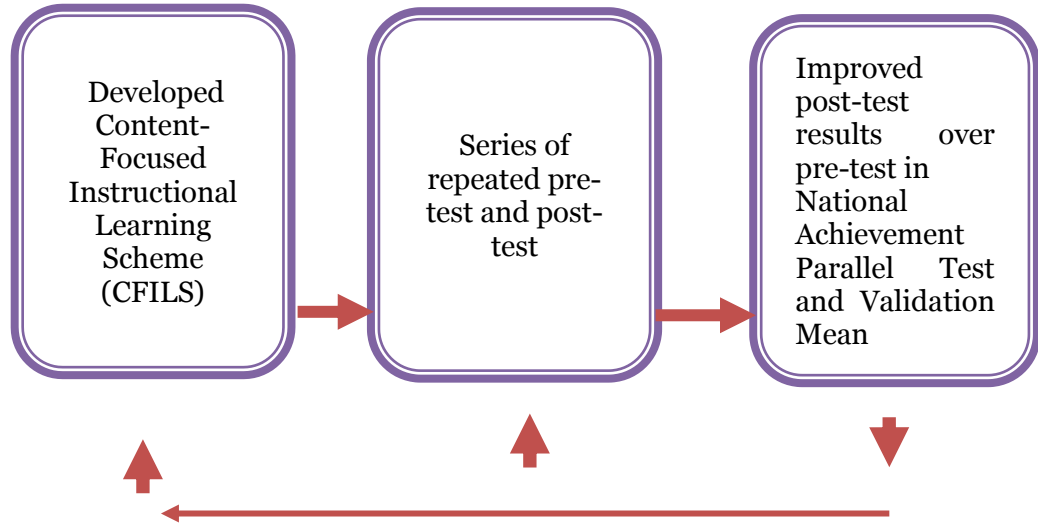 Developed
Content-
Focused
Instructional
Learning
Scheme
(CFILS)
Series of
repeated pre-
test and post-
test
Improved
post-test
results over
pre-test in
National
Achievement
Parallel Test
and Validation
Mean